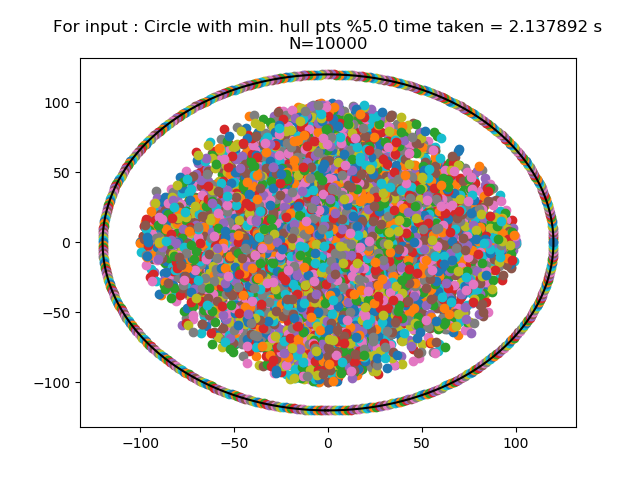 For input : Circle with min. hull pts %5.0 time taken = 2.137892 s
N=10000
100
50
0
−50
−100
−100 −50 0 50 100